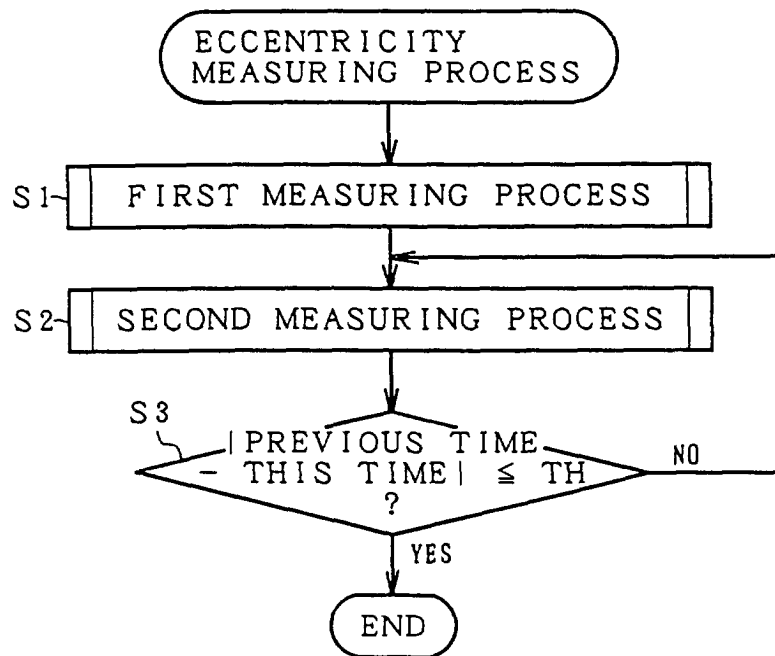 ECCENTRICITY
MEASURING PROCESS
S1
FIRST MEASURING PROCESS
S2
SECOND MEASURING PROCESS
S3
|PREVIOUS TIME
- THIS TIME| ≦ TH
?
NO
YES
END